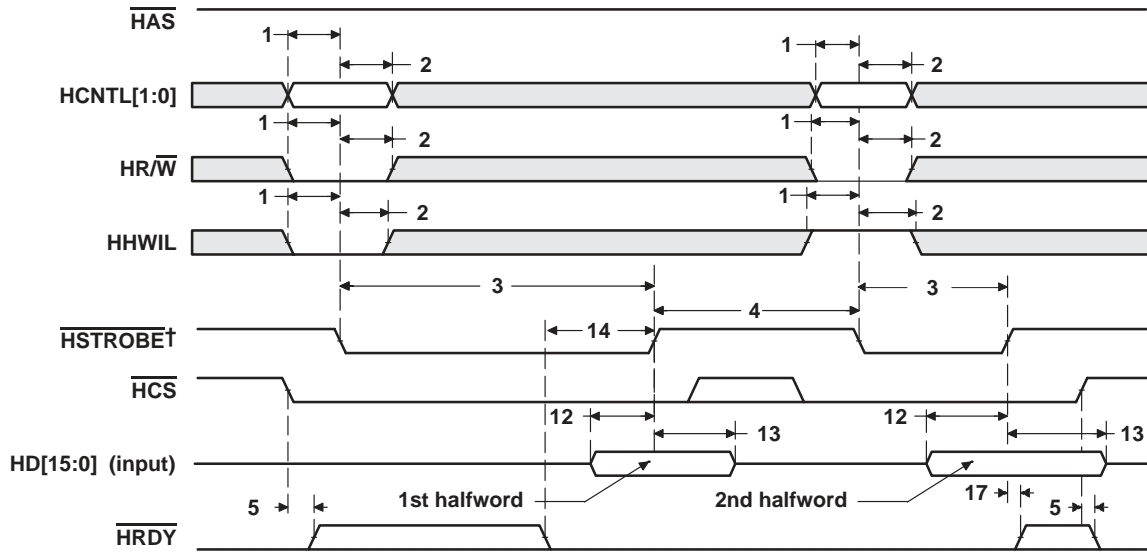 HAS
1
2
HCNTL[1:0]
1
2
HR/W
1
2
HHWIL
3
HSTROBE†
14
4
3
HCS
12
13
HD[15:0] (input)
1st halfword
5
HRDY
1
2
1
2
1
2
12
13
2nd halfword
17
5